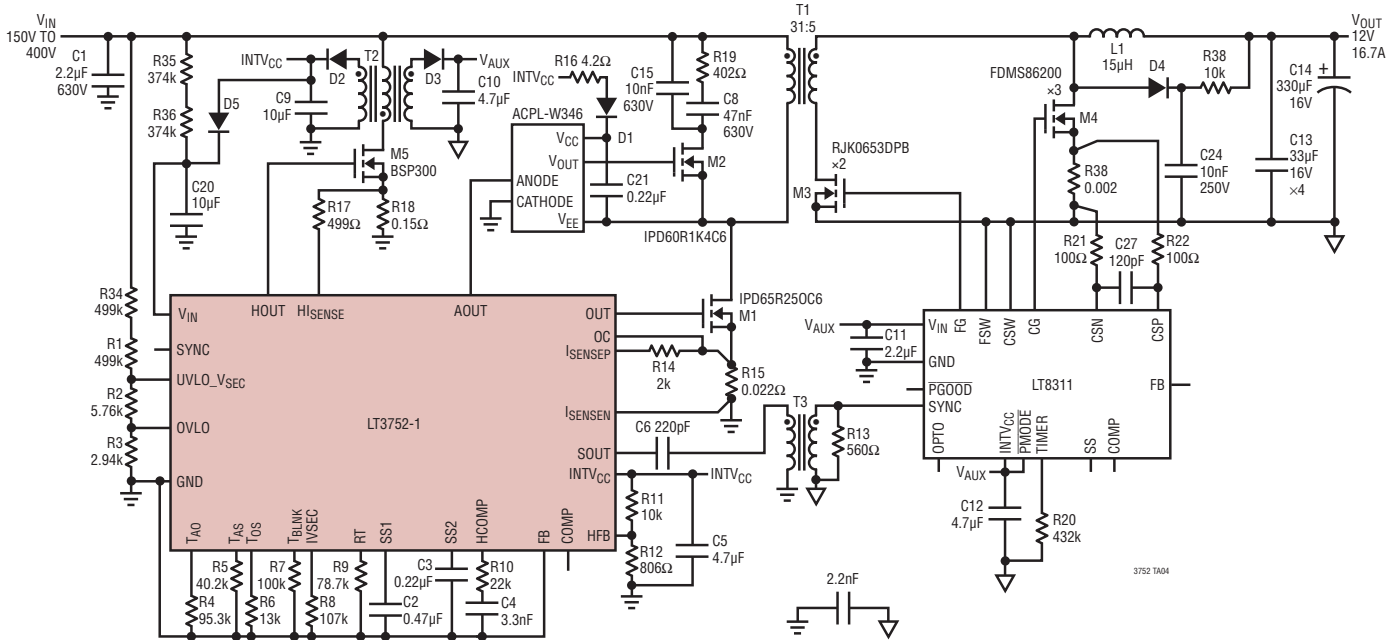 VIN
150V TO
400V
C1
2.2µF
630V
R35
374k
R36
374k
C20
10µF
D5
INTVCC
D2
C9
10µF
T2
D3
VAUX
C10
4.7µF
M5
BSP300
R17
499Ω
R18
0.15Ω
R16 4.2Ω
INTVCC
D1
ACPL-W346
VCC
VOUT
ANODE
CATHODE
VEE
C21
0.22µF
C15
10nF
630V
R19
402Ω
C8
47nF
630V
M2
IPD60R1K4C6
T1
31:5
RJK0653DPB
×2
M3
FDMS86200
×3
M4
L1
15µH
D4
R38
10k
R38
0.002
C24
10nF
250V
C14
330µF
16V
+
C13
33µF
16V
×4
VOUT
12V
16.7A
R21
100Ω
C27
120pF
R22
100Ω
R34
499k
R1
499k
R2
5.76k
R3
2.94k
VIN
SYNC
UVLO_VSEC
OVLO
GND
HOUT
HISENSE
AOUT
OUT
OC
ISENSEP
ISENSEN
SOUT
INTVCC
HFB
LT3752-1
TAO
TAS
TOS
TBLNK
IVSEC
RT
SS1
SS2
HCOMP
FB
COMP
IPD65R25OC6
M1
R14
2k
R15
0.022Ω
C6 220pF
T3
R13
560Ω
INTVCC
R11
10k
R12
806Ω
C5
4.7µF
R5
40.2k
R4
95.3k
R6
13k
R7
100k
R8
107k
R9
78.7k
C2
0.47µF
C3
0.22µF
R10
22k
C4
3.3nF
VAUX
C11
2.2µF
VIN
GND
PGOOD
SYNC
FG
FSW
CSW
CG
CSN
CSP
LT8311
FB
OPTO
INTVCC
PMODE
TIMER
SS
COMP
VAUX
C12
4.7µF
R20
432k
2.2nF
3752 TA04